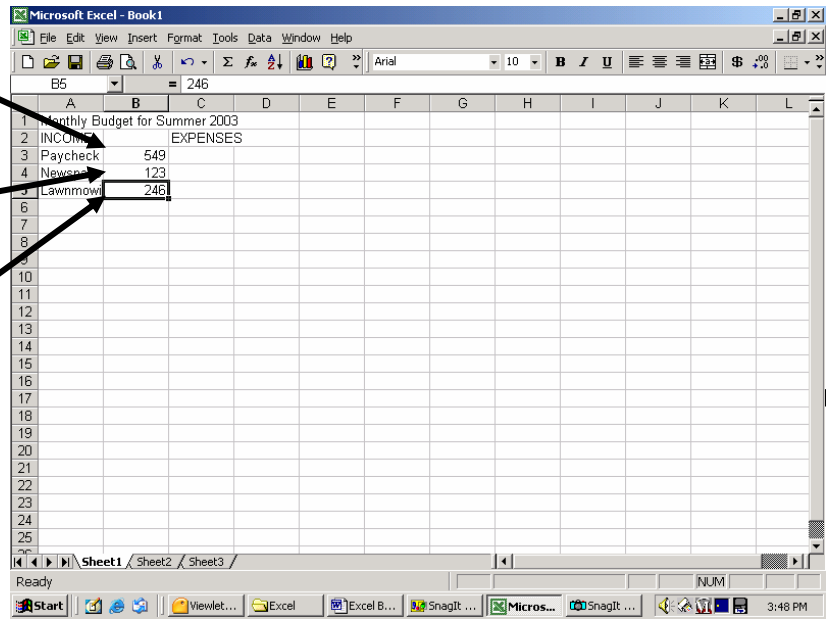 Microsoft Excel - Book1
File Edit View Insert Format Tools Data Window Help
Arial 10 B I U $
B5 = 246
A B C D E F G H I J K L
1 Monthly Budget for Summer 2003
2 INCOME EXPENSES
3 Paycheck 549
4 123
5 Lawnmowi 246
6
7
8
9
10
11
12
13
14
15
16
17
18
19
20
21
22
23
24
25
Sheet1 Sheet2 Sheet3
Ready NUM
Start Viewlet... Excel Excel B... SnagIt ... Micros... SnagIt ... 3:48 PM